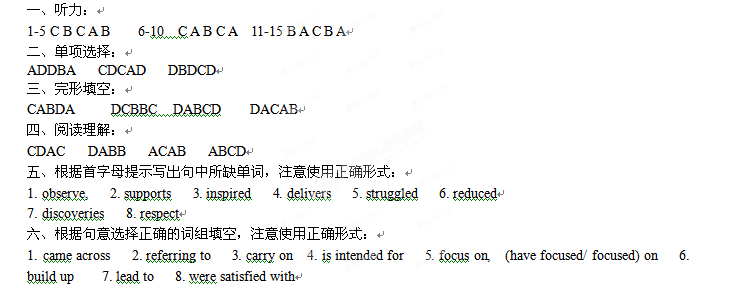 一、听力：
1-5 C B C A B 6-10 C A B C A 11-15 B A C B A
二、单项选择：
ADDBA CDCAD DBDCD
三、完形填空：
CABDA DCBBC DABCD DACAB
四、阅读理解：
CDAC DABB ACAB ABCD
五、根据首字母提示写出句中所缺单词，注意使用正确形式：
1. observe, 2. supports 3. inspired 4. delivers 5. struggled 6. reduced
7. discoveries 8. respect
六、根据句意选择正确的词组填空，注意使用正确形式：
1. came across 2. referring to 3. carry on 4. is intended for 5. focus on, (have focused/ focused) on 6.
build up 7. lead to 8. were satisfied with